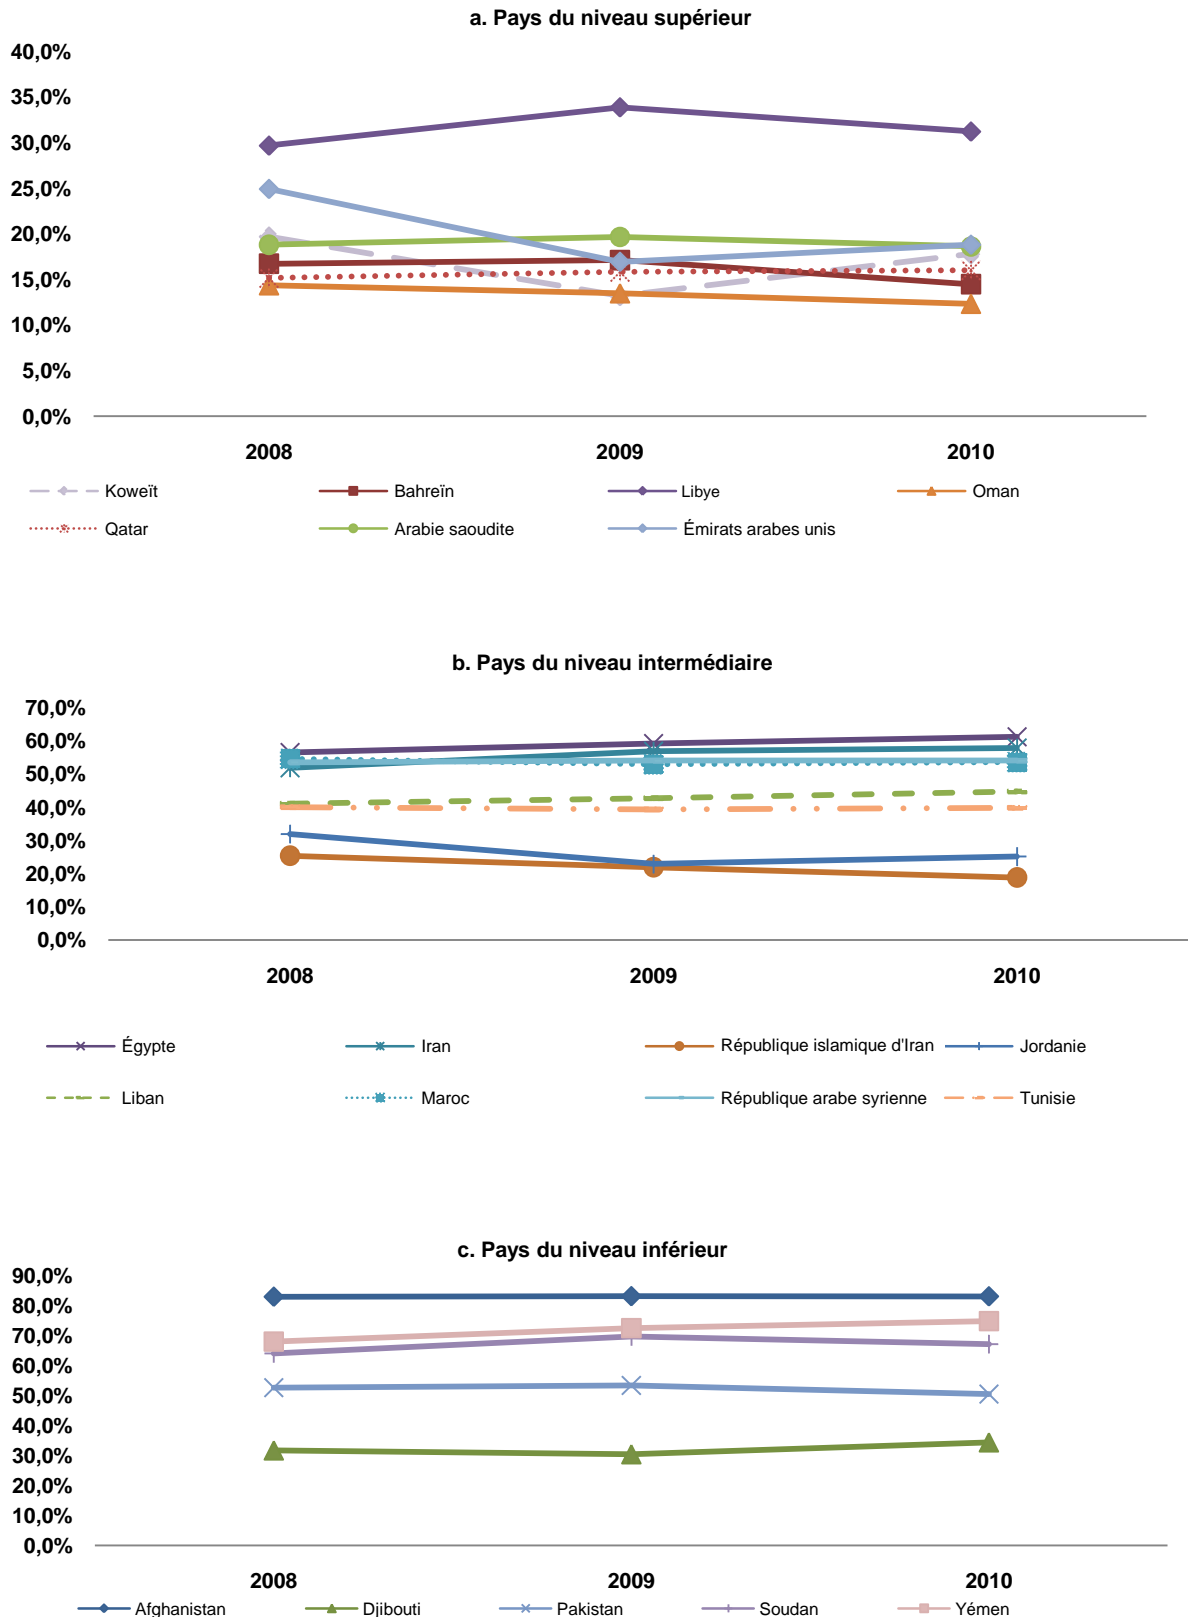 a. Pays du niveau supérieur
40,0%
35,0%
30,0%
25,0%
20,0%
15,0%
10,0%
5,0%
0,0%
2008 2009 2010
Koweït Bahreïn Libye Oman
Qatar Arabie saoudite Émirats arabes unis
b. Pays du niveau intermédiaire
70,0%
60,0%
50,0%
40,0%
30,0%
20,0%
10,0%
0,0%
2008 2009 2010
Égypte Iran République islamique d'Iran Jordanie
Liban Maroc République arabe syrienne Tunisie
c. Pays du niveau inférieur
90,0%
80,0%
70,0%
60,0%
50,0%
40,0%
30,0%
20,0%
10,0%
0,0%
2008 2009 2010
Afghanistan Djibouti Pakistan Soudan Yémen